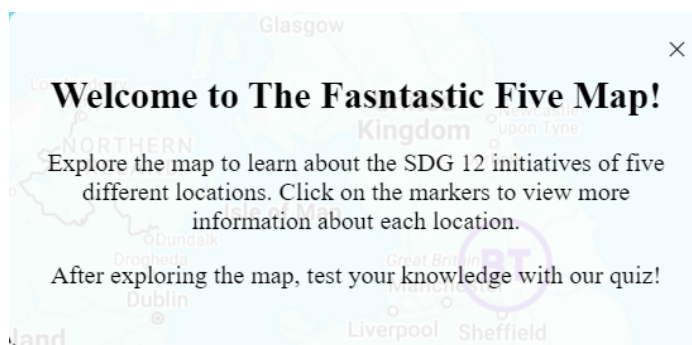 Glasgow
Welcome to The Fasntastic Five Map!
Kingdom
upon Tyne
NORTHERN
Explore the map to learn about the SDG 12 initiatives of five
different locations. Click on the markers to view more
information about each location.
Isle of Man
Dundalk
Drogheda
Great Britain
BT
Manchester
After exploring the map, test your knowledge with our quiz!
Dublin
Liverpool
Sheffield